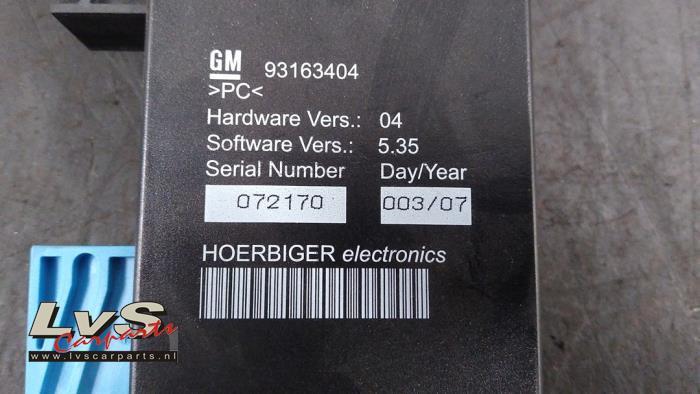 GM 93163404
>PC<
Hardware Vers.: 04
Software Vers.: 5.35
Serial Number Day/Year
072170 003/07
HOERBIGER electronics
LvS
Carparts
www.lvscarparts.nl